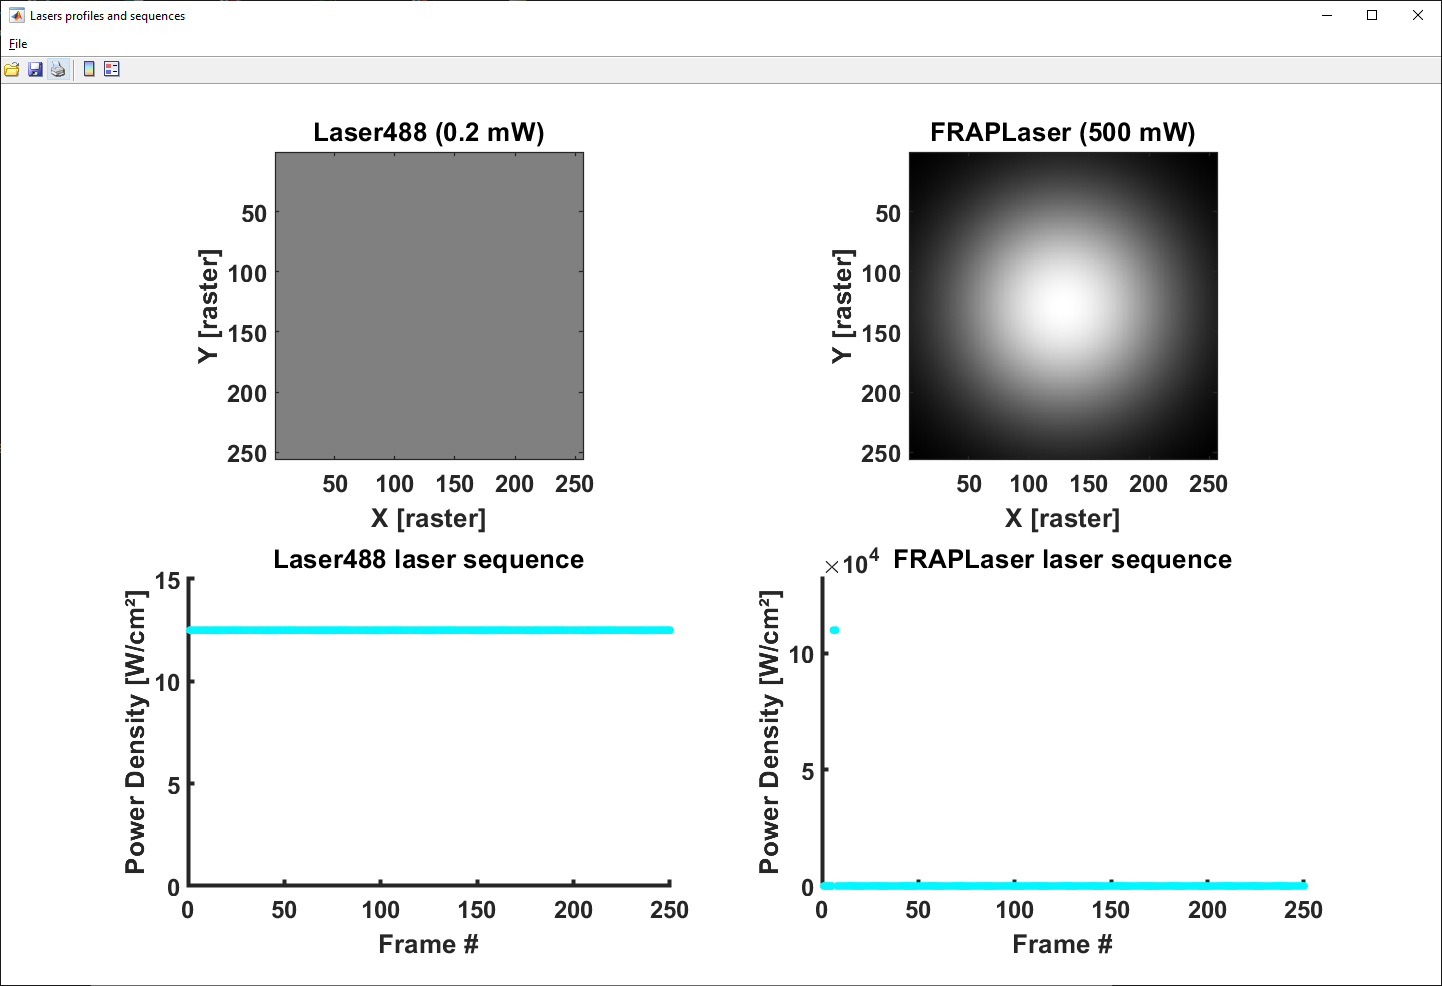 Lasers profiles and sequences
File
Laser488 (0.2 mW)
50
100
150
200
250
Y [raster]
50 100 150 200 250
X [raster]
FRAPLaser (500 mW)
50
100
150
200
250
Y [raster]
50 100 150 200 250
X [raster]
Laser488 laser sequence
15
10
5
0
Power Density [W/cm²]
0 50 100 150 200 250
Frame #
×10⁴ FRAPLaser laser sequence
10
5
0
Power Density [W/cm²]
0 50 100 150 200 250
Frame #